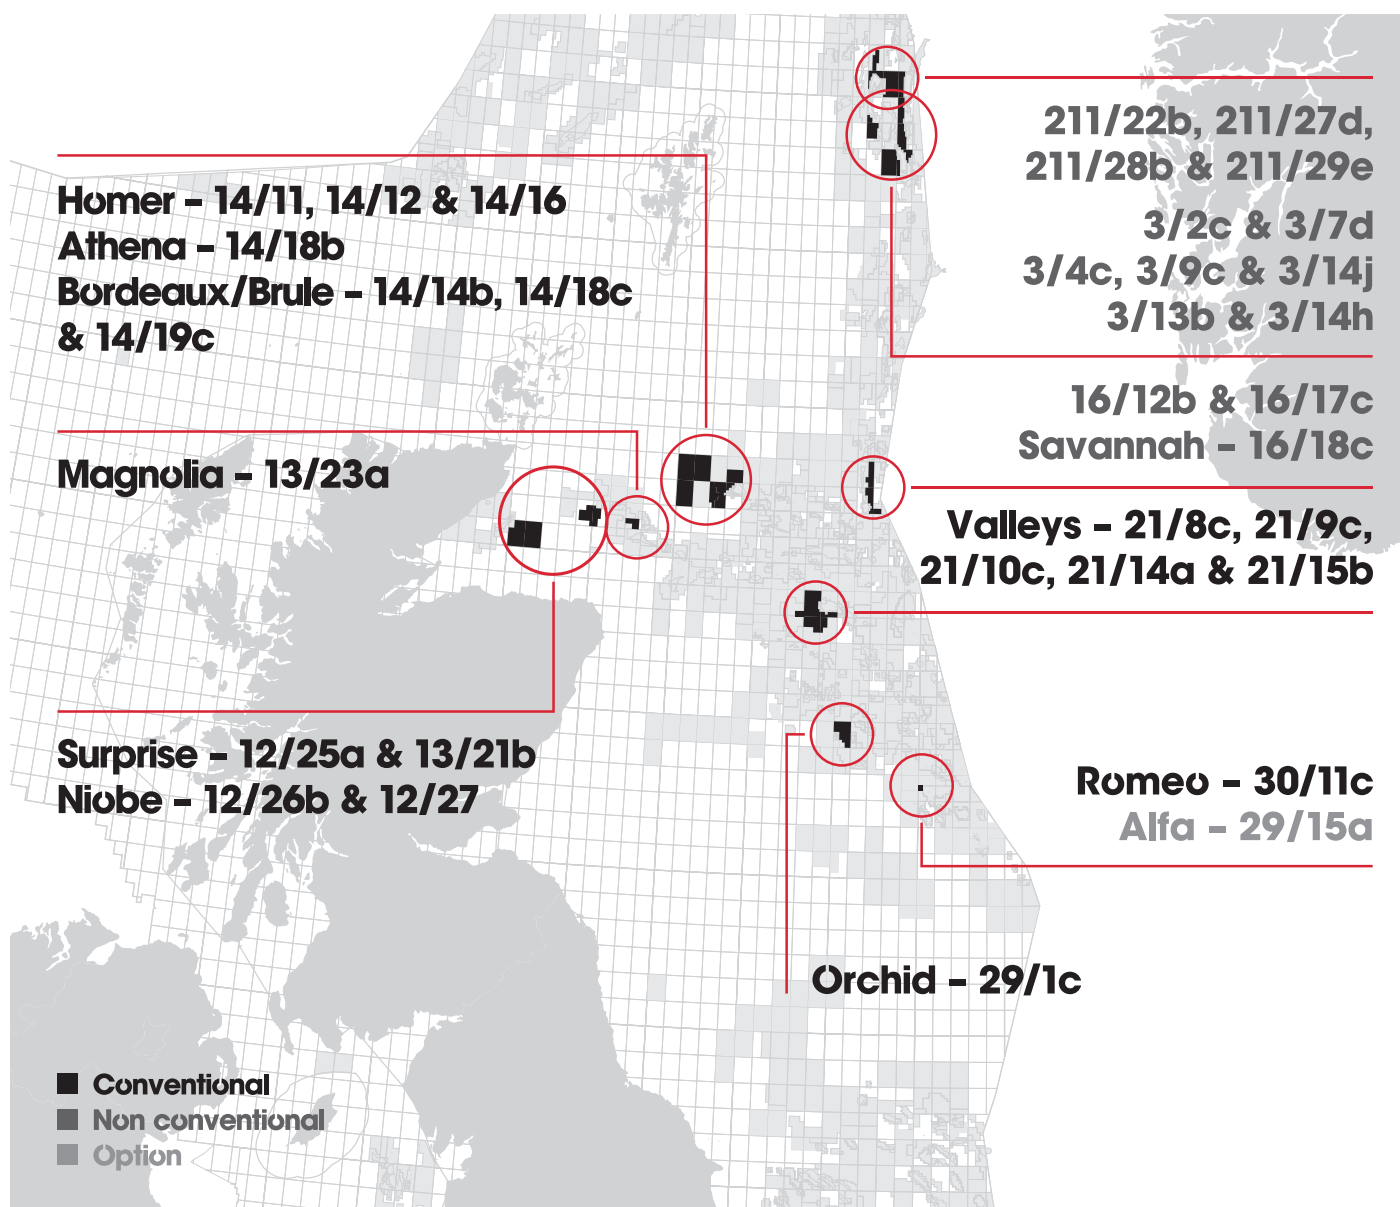 Homer – 14/11, 14/12 & 14/16
Athena – 14/18b
Bordeaux/Brule – 14/14b, 14/18c
& 14/19c
Magnolia – 13/23a
Surprise – 12/25a & 13/21b
Niobe – 12/26b & 12/27
211/22b, 211/27d,
211/28b & 211/29e
3/2c & 3/7d
3/4c, 3/9c & 3/14j
3/13b & 3/14h
16/12b & 16/17c
Savannah – 16/18c
Valleys – 21/8c, 21/9c,
21/10c, 21/14a & 21/15b
Romeo – 30/11c
Alfa – 29/15a
Orchid – 29/1c
Conventional
Non conventional
Option